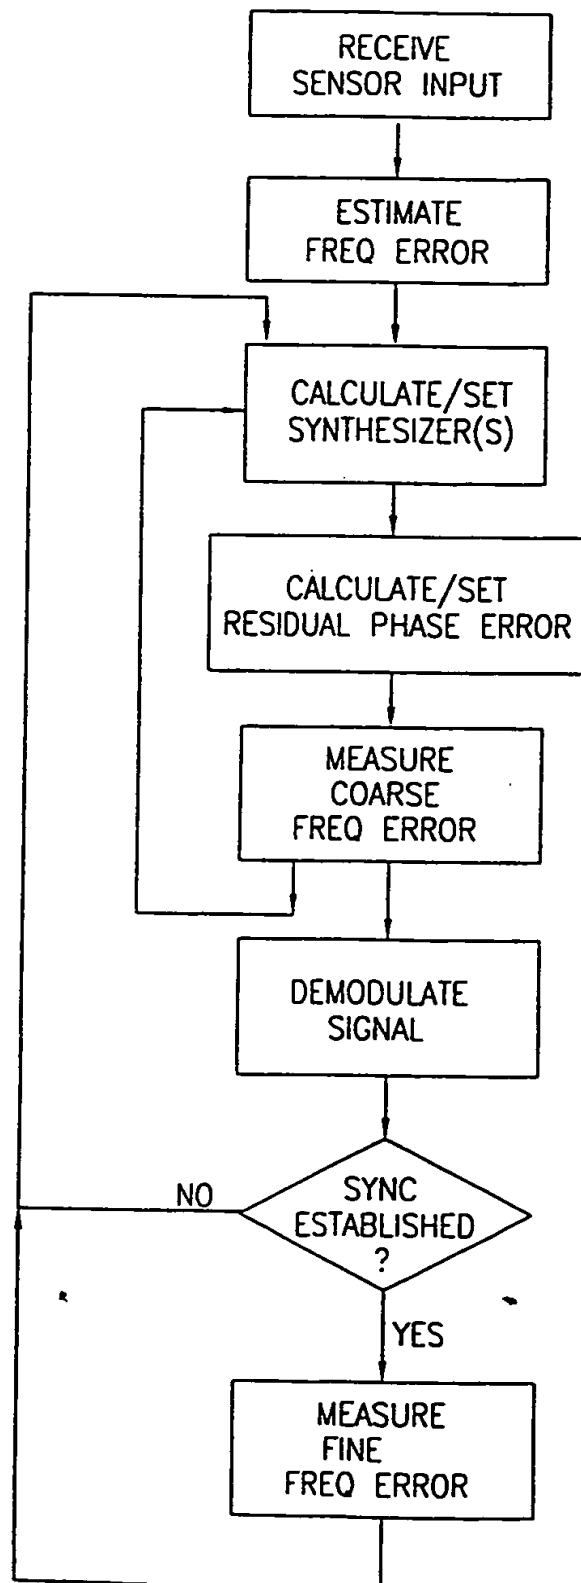 RECEIVE
SENSOR INPUT
ESTIMATE
FREQ ERROR
CALCULATE/SET
SYNTHESIZER(S)
CALCULATE/SET
RESIDUAL PHASE ERROR
MEASURE
COARSE
FREQ ERROR
DEMODULATE
SIGNAL
NO
SYNC
ESTABLISHED
?
YES
MEASURE
FINE
FREQ ERROR